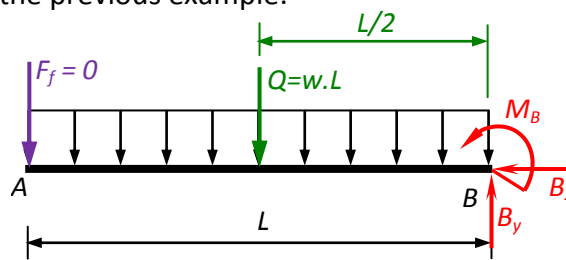 the previous example.
L/2
F_f = 0
Q=w.L
M_B
A
B
B
B_y
L